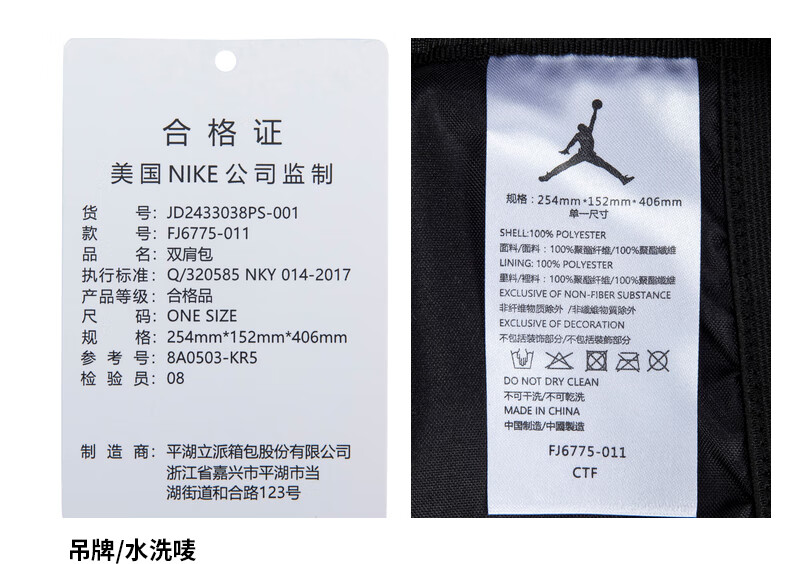 合格证
美国NIKE公司监制
货号：JD2433038PS-001
款号：FJ6775-011
品名：双肩包
执行标准：Q/320585 NKY 014-2017
产品等级：合格品
尺码：ONE SIZE
规格：254mm*152mm*406mm
参考号：8A0503-KR5
检验员：08
制造商：平湖立派箱包股份有限公司
浙江省嘉兴市平湖市当
湖街道和合路123号
规格：254mm*152mm*406mm
单一尺寸
SHELL:100% POLYESTER
面料/面料：100%聚酯纤维/100%聚酯纖維
LINING: 100% POLYESTER
里料/裡料：100%聚酯纤维/100%聚酯纖維
EXCLUSIVE OF NON-FIBER SUBSTANCE
非纤维物质除外 /非纖維物質除外
EXCLUSIVE OF DECORATION
不包括装饰部分/不包括裝飾部分
DO NOT DRY CLEAN
不可干洗/不可乾洗
MADE IN CHINA
中国制造/中國製造
FJ6775-011
CTF
吊牌/水洗唛